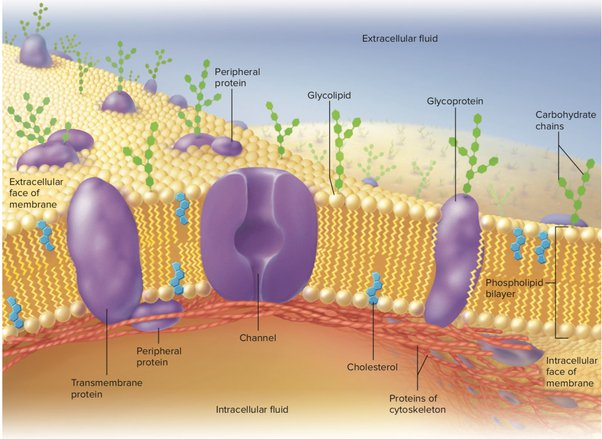 Extracellular fluid
Peripheral
protein
Glycolipid
Glycoprotein
Carbohydrate
chains
Extracellular
face of
membrane
Phospholipid
bilayer
Channel
Peripheral
protein
Cholesterol
Intracellular
face of
membrane
Transmembrane
protein
Proteins of
cytoskeleton
Intracellular fluid